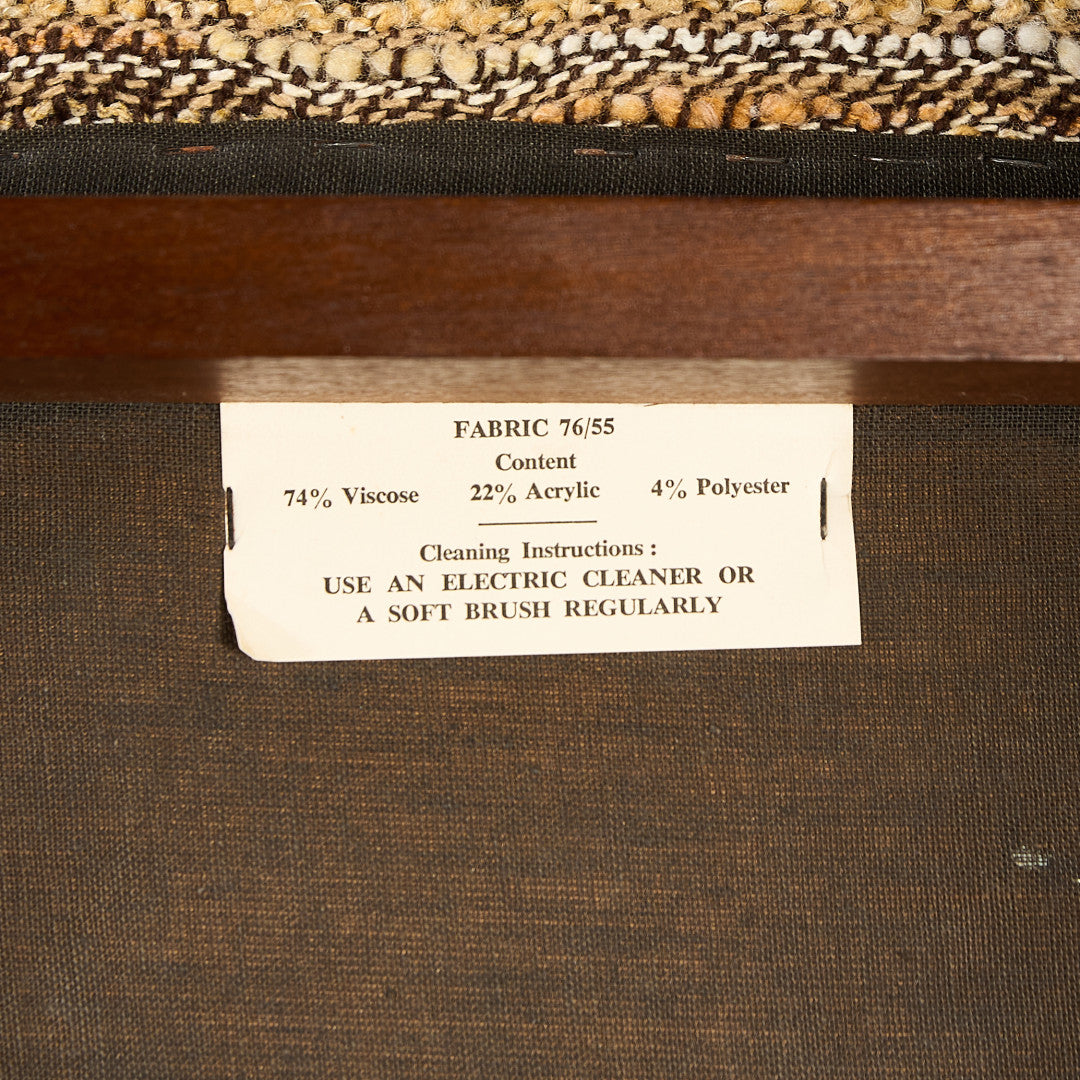 FABRIC 76/55
Content
74% Viscose 22% Acrylic 4% Polyester
Cleaning Instructions :
USE AN ELECTRIC CLEANER OR
A SOFT BRUSH REGULARLY